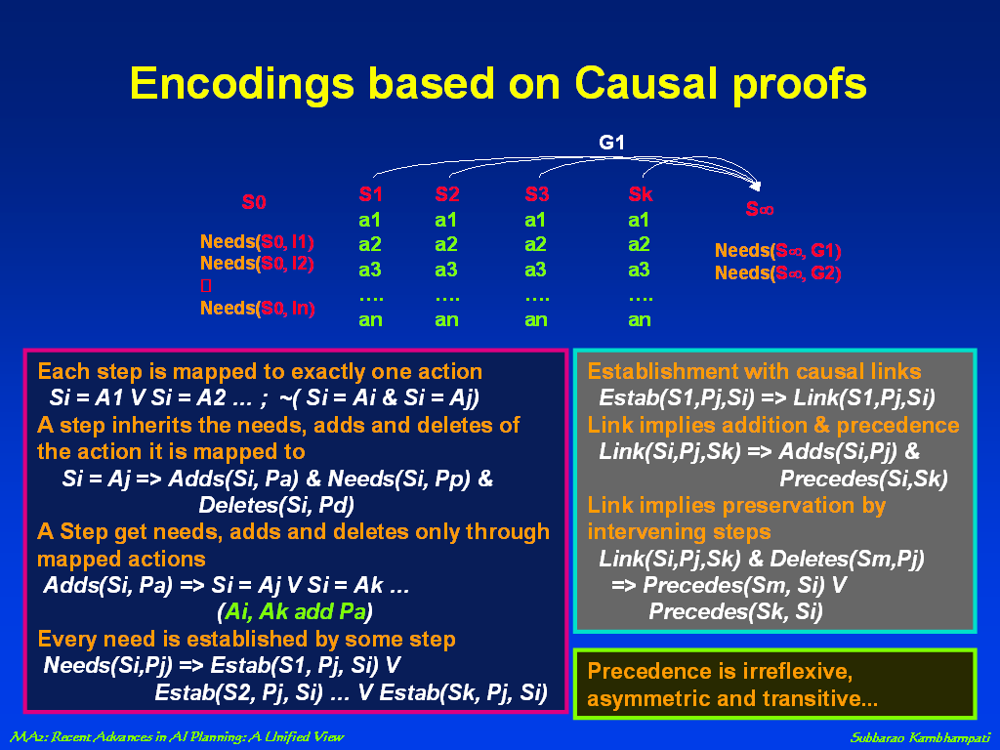 Encodings based on Causal proofs
G1
S0
S1 S2 S3 Sk
S∞
a1 a1 a1 a1
Needs(S0, I1)
a2 a2 a2 a2
Needs(S∞, G1)
Needs(S0, I2)
a3 a3 a3 a3
Needs(S∞, G2)
…. …. …. ….
Needs(S0, In)
an an an an
Each step is mapped to exactly one action
Si = A1 V Si = A2 … ; ~( Si = Ai & Si = Aj)
A step inherits the needs, adds and deletes of
the action it is mapped to
Si = Aj => Adds(Si, Pa) & Needs(Si, Pp) &
Deletes(Si, Pd)
A Step get needs, adds and deletes only through
mapped actions
Adds(Si, Pa) => Si = Aj V Si = Ak …
(Ai, Ak add Pa)
Every need is established by some step
Needs(Si,Pj) => Estab(S1, Pj, Si) V
Estab(S2, Pj, Si) … V Estab(Sk, Pj, Si)
Establishment with causal links
Estab(S1,Pj,Si) => Link(S1,Pj,Si)
Link implies addition & precedence
Link(Si,Pj,Sk) => Adds(Si,Pj) &
Precedes(Si,Sk)
Link implies preservation by
intervening steps
Link(Si,Pj,Sk) & Deletes(Sm,Pj)
=> Precedes(Sm, Si) V
Precedes(Sk, Si)
Precedence is irreflexive,
asymmetric and transitive...
MA2: Recent Advances in AI Planning: A Unified View
Subbarao Kambhampati